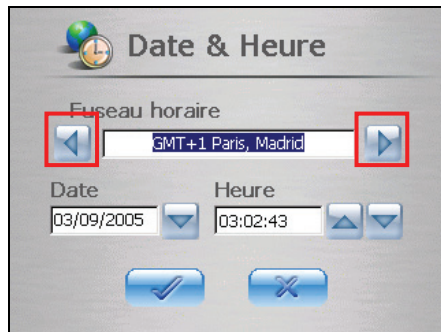 Date & Heure
Fuseau horaire
GMT+1 Paris, Madrid
Date Heure
03/09/2005 03:02:43